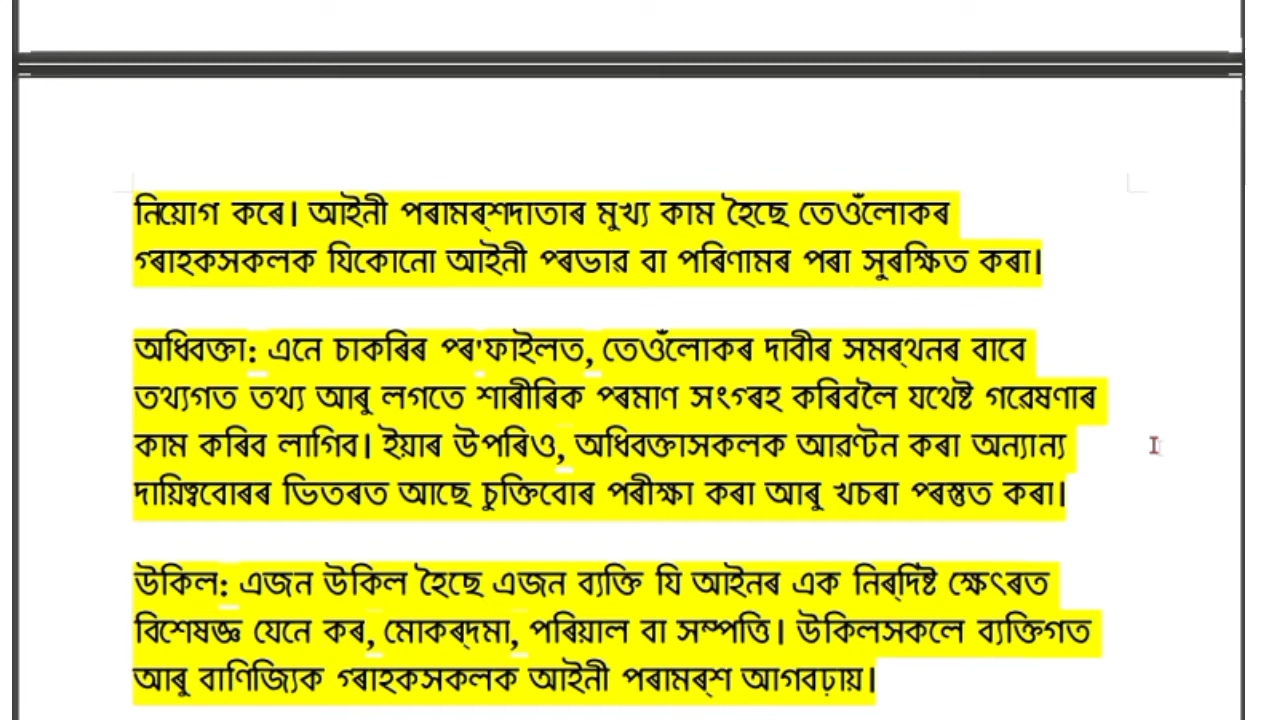 নিয়োগ কৰে। আইনী পৰামৰ্শদাতাৰ মুখ্য কাম হৈছে তেওঁলোকৰ
গ্ৰাহকসকলক যিকোনো আইনী প্ৰভাৱ বা পৰিণামৰ পৰা সুৰক্ষিত কৰা।
অধিবক্তা: এনে চাকৰিৰ প্ৰ'ফাইলত, তেওঁলোকৰ দাবীৰ সমৰ্থনৰ বাবে
তথ্যগত তথ্য আৰু লগতে শাৰীৰিক প্ৰমাণ সংগ্ৰহ কৰিবলৈ যথেষ্ট গৱেষণাৰ
কাম কৰিব লাগিব। ইয়াৰ উপৰিও, অধিবক্তাসকলক আৱণ্টন কৰা অন্যান্য
দায়িত্ববোৰৰ ভিতৰত আছে চুক্তিবোৰ পৰীক্ষা কৰা আৰু খচৰা প্ৰস্তুত কৰা।
উকিল: এজন উকিল হৈছে এজন ব্যক্তি যি আইনৰ এক নিৰ্দিষ্ট ক্ষেত্ৰত
বিশেষজ্ঞ যেনে কৰ, মোকৰ্দমা, পৰিয়াল বা সম্পত্তি। উকিলসকলে ব্যক্তিগত
আৰু বাণিজ্যিক গ্ৰাহকসকলক আইনী পৰামৰ্শ আগবঢ়ায়।